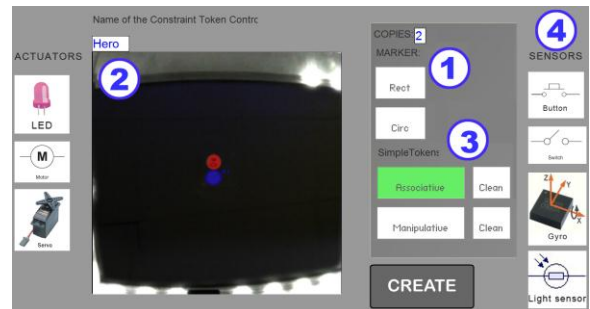 Name of the Constraint Token Contro
Hero
ACTUATORS
LED
M
Motor
Servo
2
COPIES: 2
MARKER:
1
Rect
Circ
SimpleToken:
3
Associative
Clean
Manipulative
Clean
CREATE
4
SENSORS
Button
Switch
Z
Y
X
Gyro
Light sensor